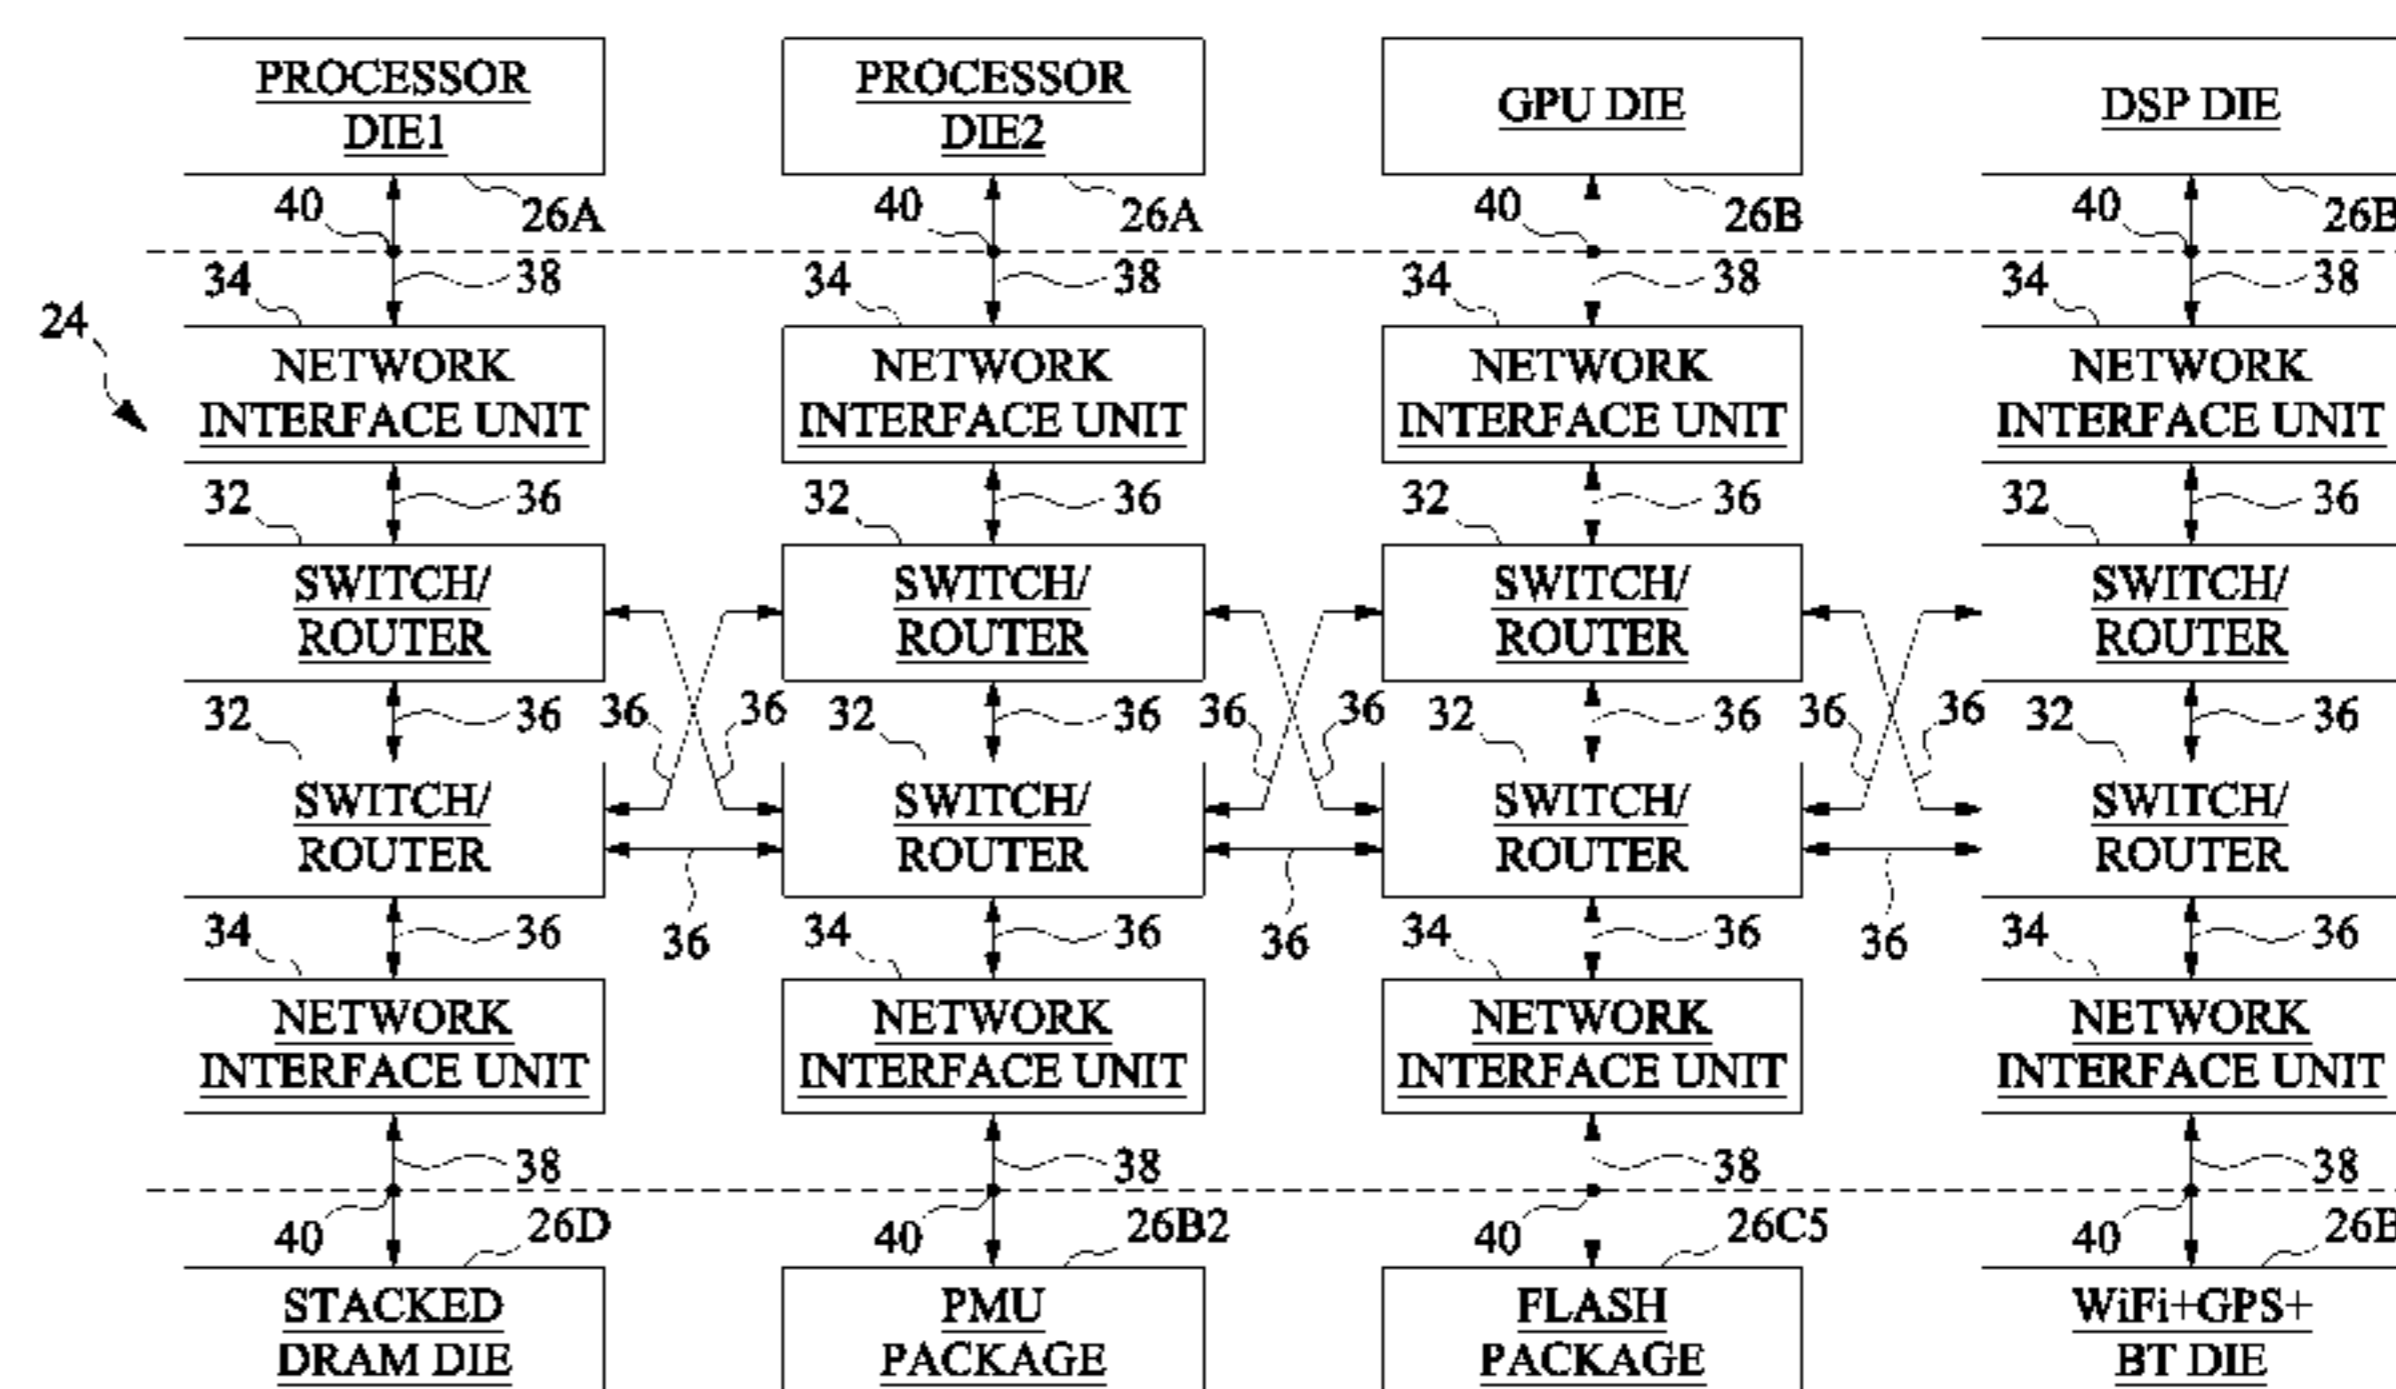 PROCESSOR PROCESSOR GPU DIE DSP DIE
DIE1 DIE2
40 26A 40 26A 40 26B 40 26B
34 38 34 38 34 38 34 38
24
NETWORK NETWORK NETWORK NETWORK
INTERFACE UNIT INTERFACE UNIT INTERFACE UNIT INTERFACE UNIT
32 36 32 36 32 36 32 36
SWITCH/ SWITCH/ SWITCH/ SWITCH/
ROUTER ROUTER ROUTER ROUTER
32 36 36 36 32 36 36 36 32 36 36 36 32 36
SWITCH/ SWITCH/ SWITCH/ SWITCH/
ROUTER ROUTER ROUTER ROUTER
34 36 36 34 36 36 34 36 36 34 36
NETWORK NETWORK NETWORK NETWORK
INTERFACE UNIT INTERFACE UNIT INTERFACE UNIT INTERFACE UNIT
38 38 38 38
40 26D 40 26B2 40 26C5 40 26B
STACKED PMU FLASH WiFi+GPS+
DRAM DIE PACKAGE PACKAGE BT DIE